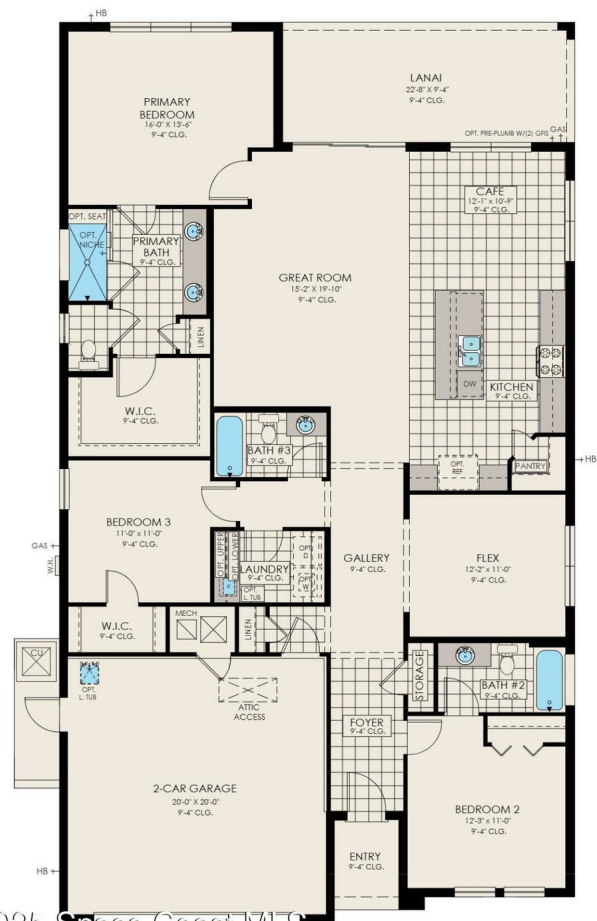 HB
LANAI
22'-8" X 9'-4"
9'-4" CLG.
PRIMARY
BEDROOM
16'-0" X 13'-6"
9'-4" CLG.
OPT. PRE-PLUMB W/(2) GFIS
GAS
CAFE
12'-1" x 10'-9"
9'-4" CLG.
OPT. SEAT
OPT.
NICHE
PRIMARY
BATH
9'-4" CLG.
GREAT ROOM
15'-2" X 19'-10"
9'-4" CLG.
LINEN
DW
KITCHEN
9'-4" CLG.
W.I.C.
9'-4" CLG.
BATH #3
9'-4" CLG.
OPT.
REF
PANTRY
HB
BEDROOM 3
11'-0" x 11'-0"
9'-4" CLG.
GAS
W.H.
OPT. UPPER
OPT. LOWER
LAUNDRY
9'-4" CLG.
OPT.
D
OPT.
W
OPT.
L. TUB
GALLERY
9'-4" CLG.
FLEX
12'-2" x 11'-0"
9'-4" CLG.
W.I.C.
9'-4" CLG.
MECH
LINEN
CU
OPT.
L. TUB
ATTIC
ACCESS
STORAGE
BATH #2
9'-4" CLG.
FOYER
9'-4" CLG.
2-CAR GARAGE
20'-0" X 20'-0"
9'-4" CLG.
BEDROOM 2
12'-3" x 11'-0"
9'-4" CLG.
ENTRY
9'-4" CLG.
HB
Space Coast MLS